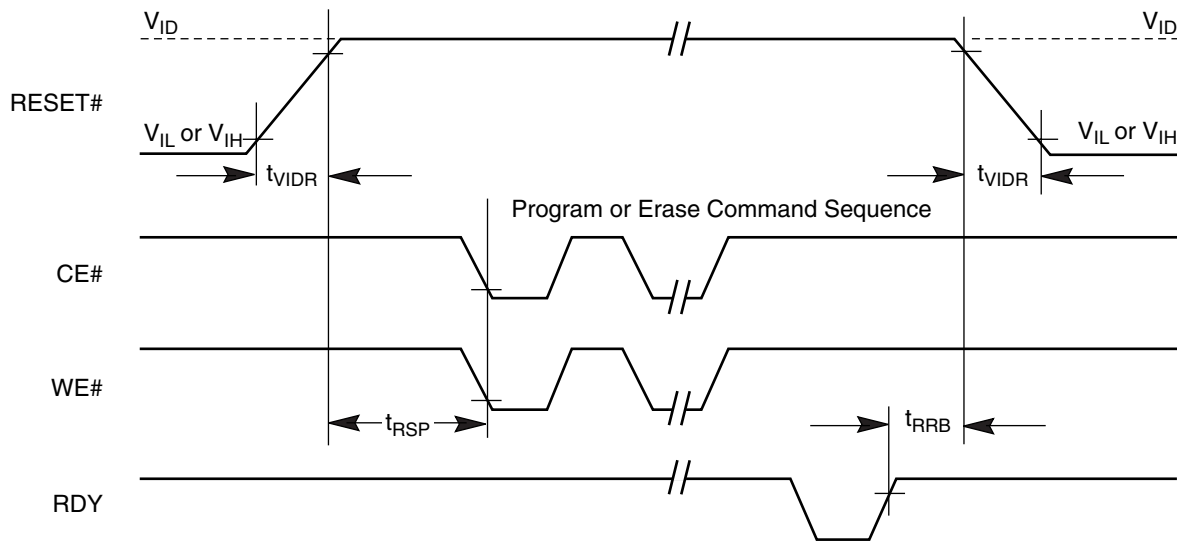 V_ID V_ID
RESET#
V_IL or V_IH V_IL or V_IH
t_VIDR t_VIDR
Program or Erase Command Sequence
CE#
WE#
t_RSP t_RRB
RDY